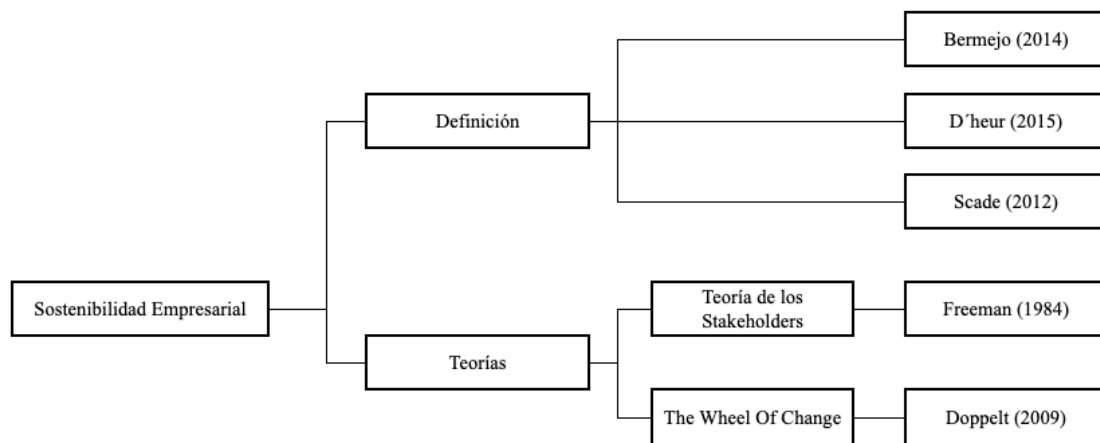 Bermejo (2014)
Definición
D´heur (2015)
Scade (2012)
Sostenibilidad Empresarial
Teoría de los
Stakeholders
Freeman (1984)
Teorías
The Wheel Of Change
Doppelt (2009)